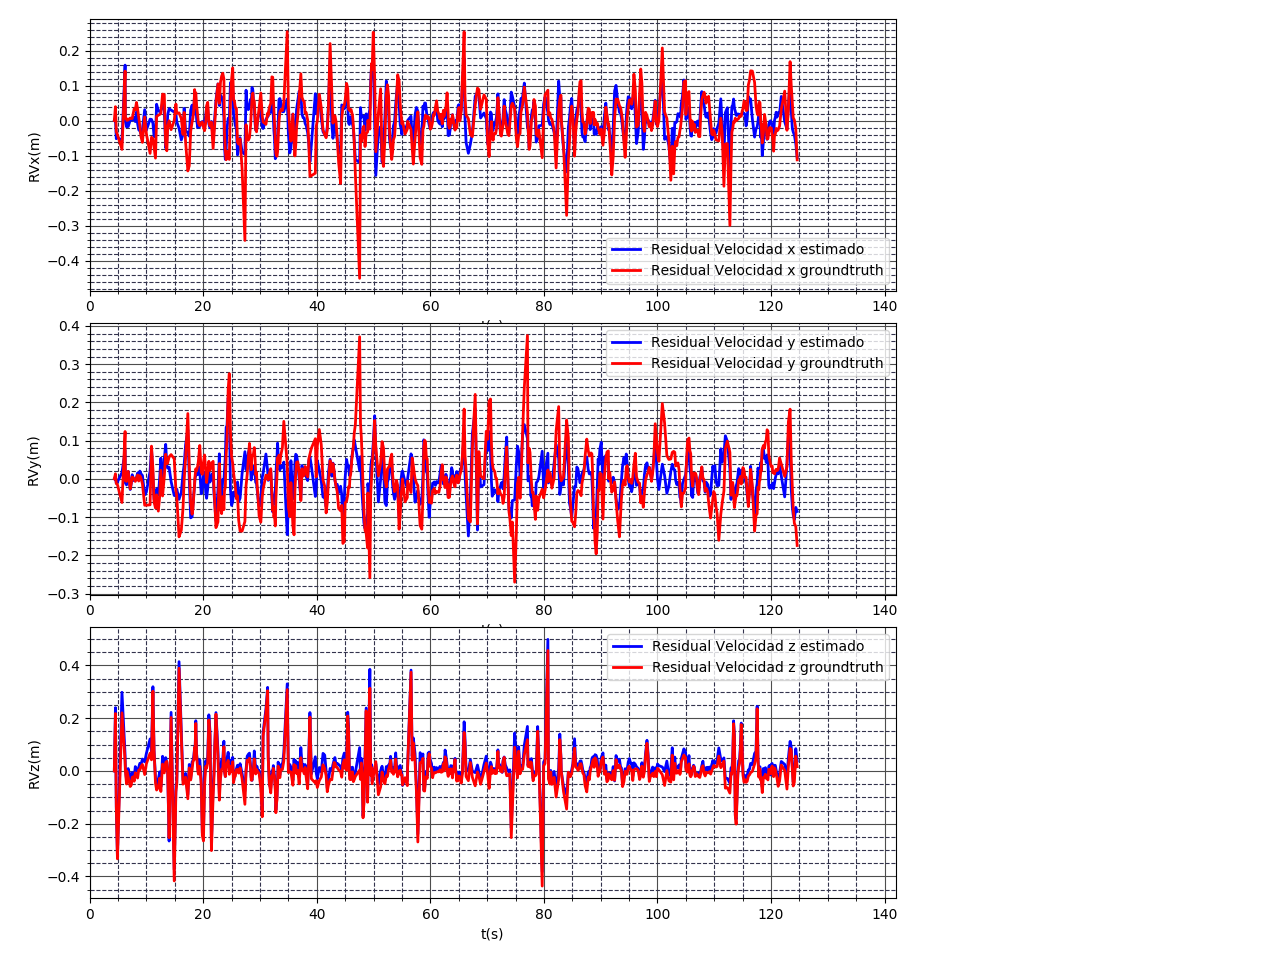 0.2
0.1
0.0
−0.1
−0.2
−0.3
−0.4
RVx(m)
Residual Velocidad x estimado
Residual Velocidad x groundtruth
0 20 40 60 80 100 120 140
0.4
0.3
0.2
0.1
0.0
−0.1
−0.2
−0.3
RVy(m)
Residual Velocidad y estimado
Residual Velocidad y groundtruth
0 20 40 60 80 100 120 140
0.4
0.2
0.0
−0.2
−0.4
RVz(m)
Residual Velocidad z estimado
Residual Velocidad z groundtruth
0 20 40 60 80 100 120 140
t(s)